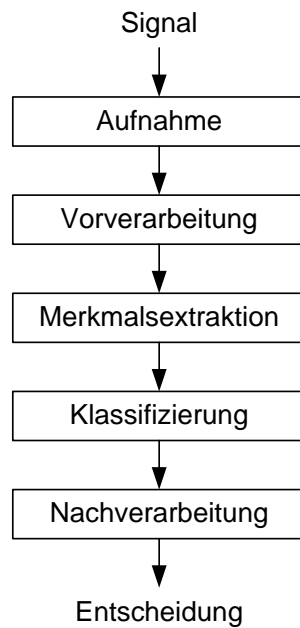 Signal
Aufnahme
Vorverarbeitung
Merkmalsextraktion
Klassifizierung
Nachverarbeitung
Entscheidung